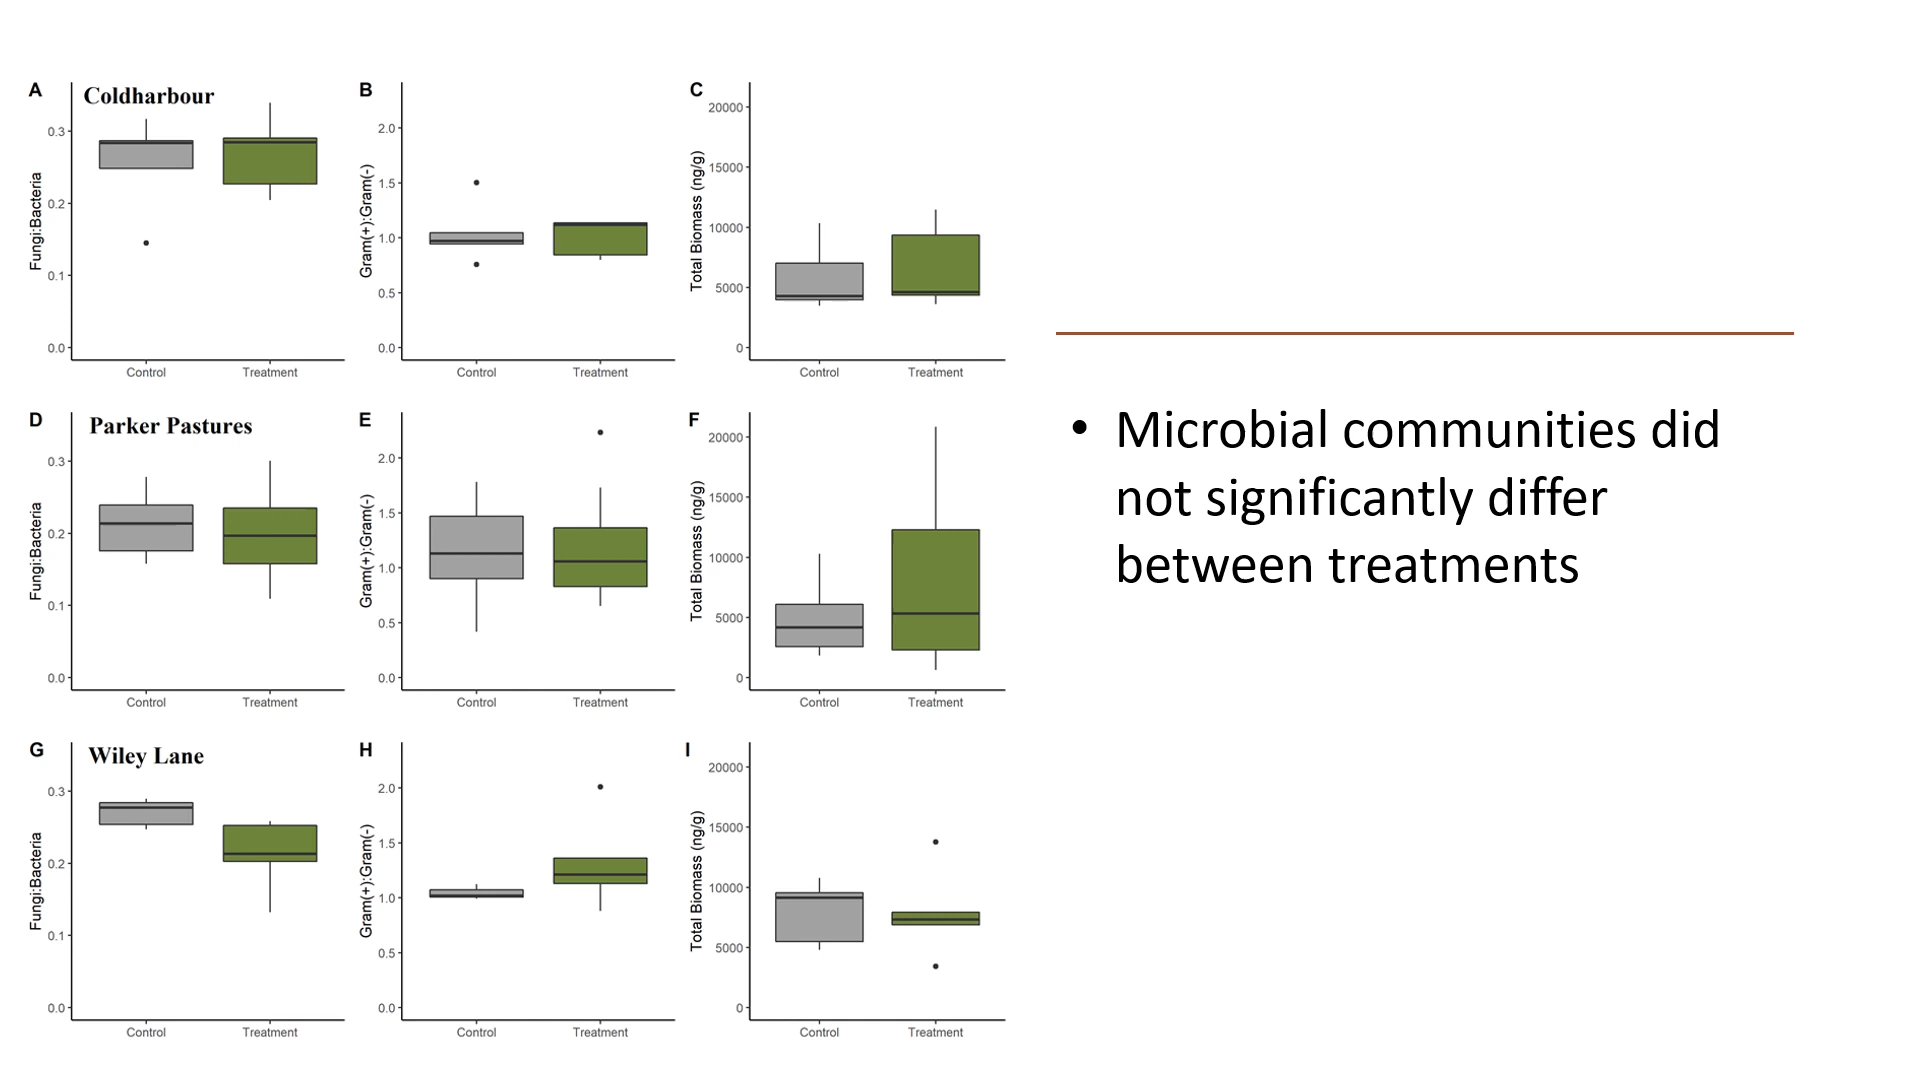 A
Coldharbour
Fungi:Bacteria
0.3
0.2
0.1
0.0
Control
Treatment
B
Gram(+):Gram(-)
2.0
1.5
1.0
0.5
0.0
Control
Treatment
C
Total Biomass (ng/g)
20000
15000
10000
5000
0
Control
Treatment
D
Parker Pastures
Fungi:Bacteria
0.3
0.2
0.1
0.0
Control
Treatment
E
Gram(+):Gram(-)
2.0
1.5
1.0
0.5
0.0
Control
Treatment
F
Total Biomass (ng/g)
20000
15000
10000
5000
0
Control
Treatment
G
Wiley Lane
Fungi:Bacteria
0.3
0.2
0.1
0.0
Control
Treatment
H
Gram(+):Gram(-)
2.0
1.5
1.0
0.5
0.0
Control
Treatment
I
Total Biomass (ng/g)
20000
15000
10000
5000
0
Control
Treatment
• Microbial communities did
not significantly differ
between treatments